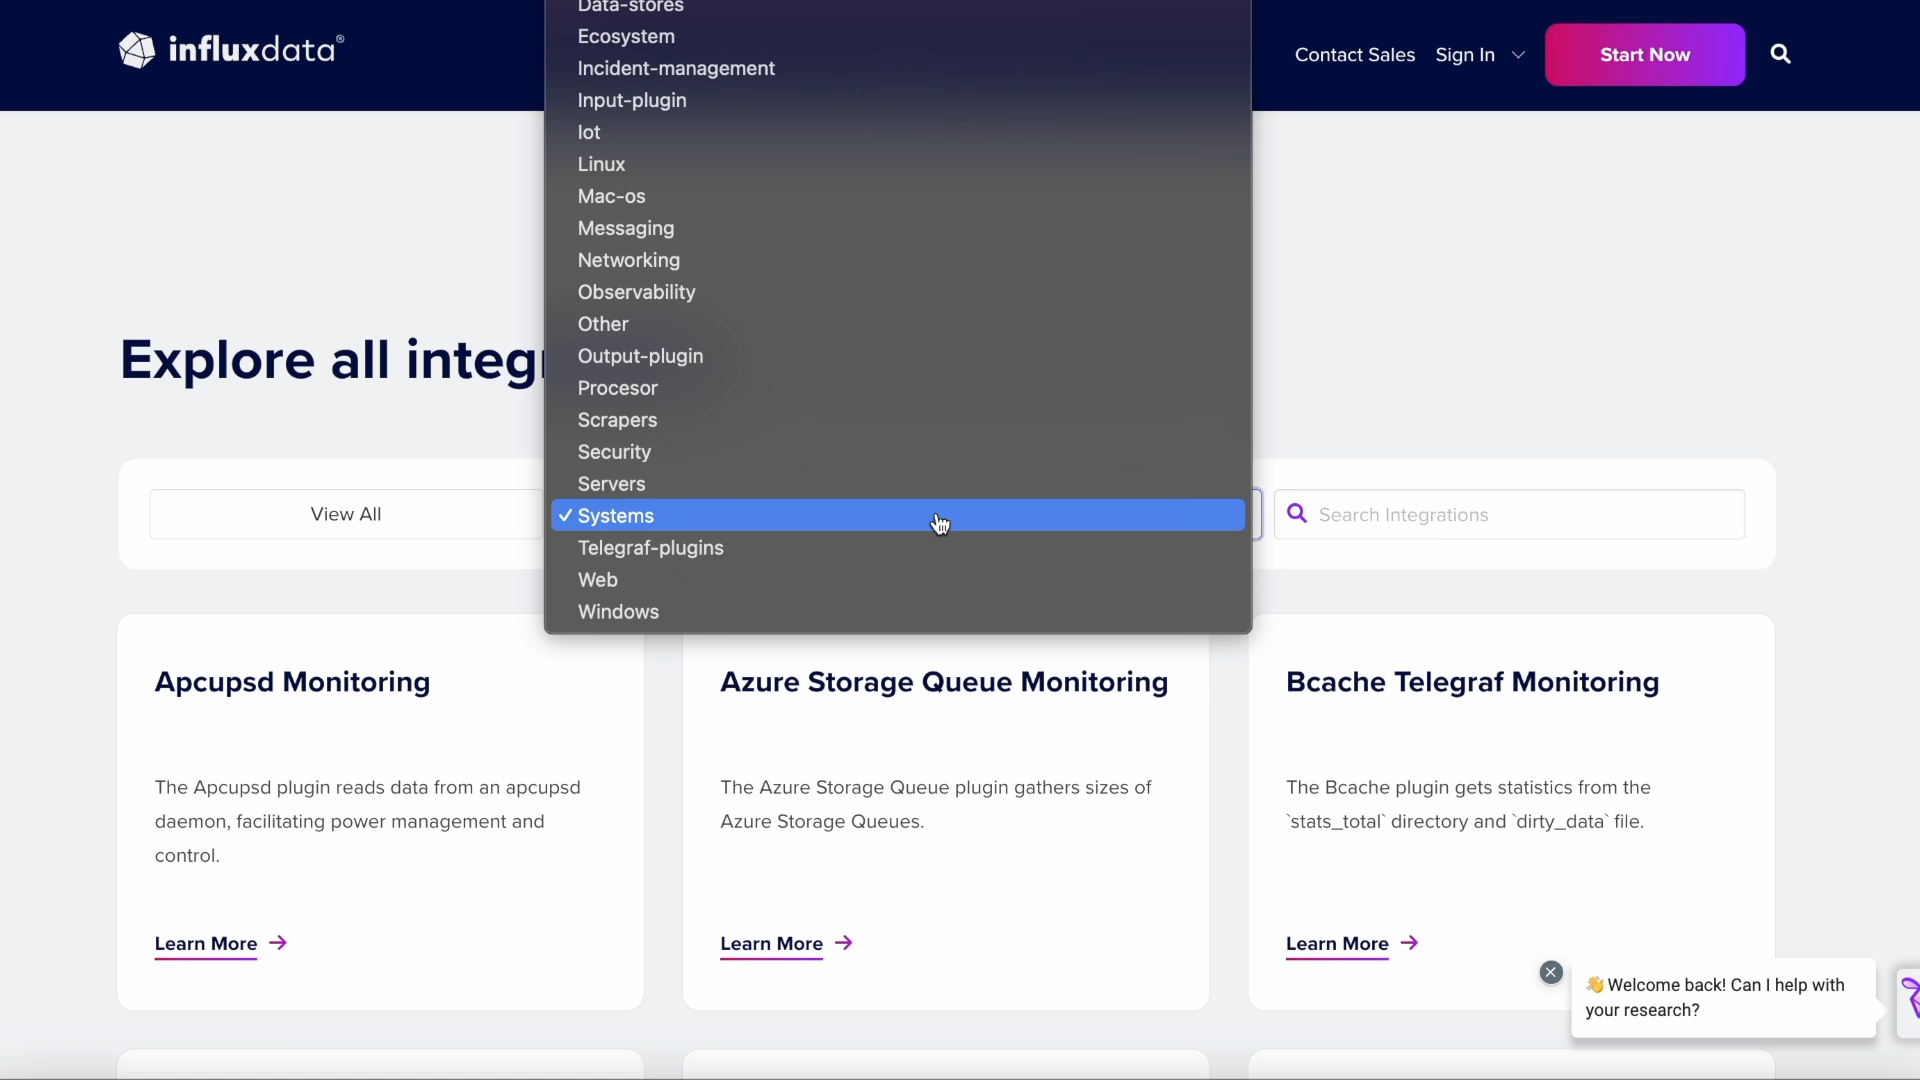 influxdata®
Contact Sales
Sign In
Start Now
Data-stores
Ecosystem
Incident-management
Input-plugin
Iot
Linux
Mac-os
Messaging
Networking
Observability
Other
Output-plugin
Procesor
Scrapers
Security
Servers
✓ Systems
Telegraf-plugins
Web
Windows
Explore all integr
View All
Search Integrations
Apcupsd Monitoring
The Apcupsd plugin reads data from an apcupsd
daemon, facilitating power management and
control.
Learn More →
Azure Storage Queue Monitoring
The Azure Storage Queue plugin gathers sizes of
Azure Storage Queues.
Learn More →
Bcache Telegraf Monitoring
The Bcache plugin gets statistics from the
`stats_total` directory and `dirty_data` file.
Learn More →
👋 Welcome back! Can I help with
your research?